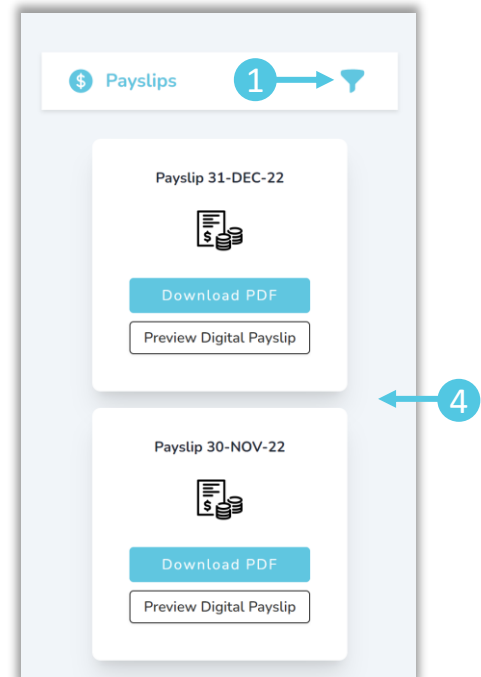 $ Payslips 1
Payslip 31-DEC-22
$
Download PDF
Preview Digital Payslip
4
Payslip 30-NOV-22
$
Download PDF
Preview Digital Payslip